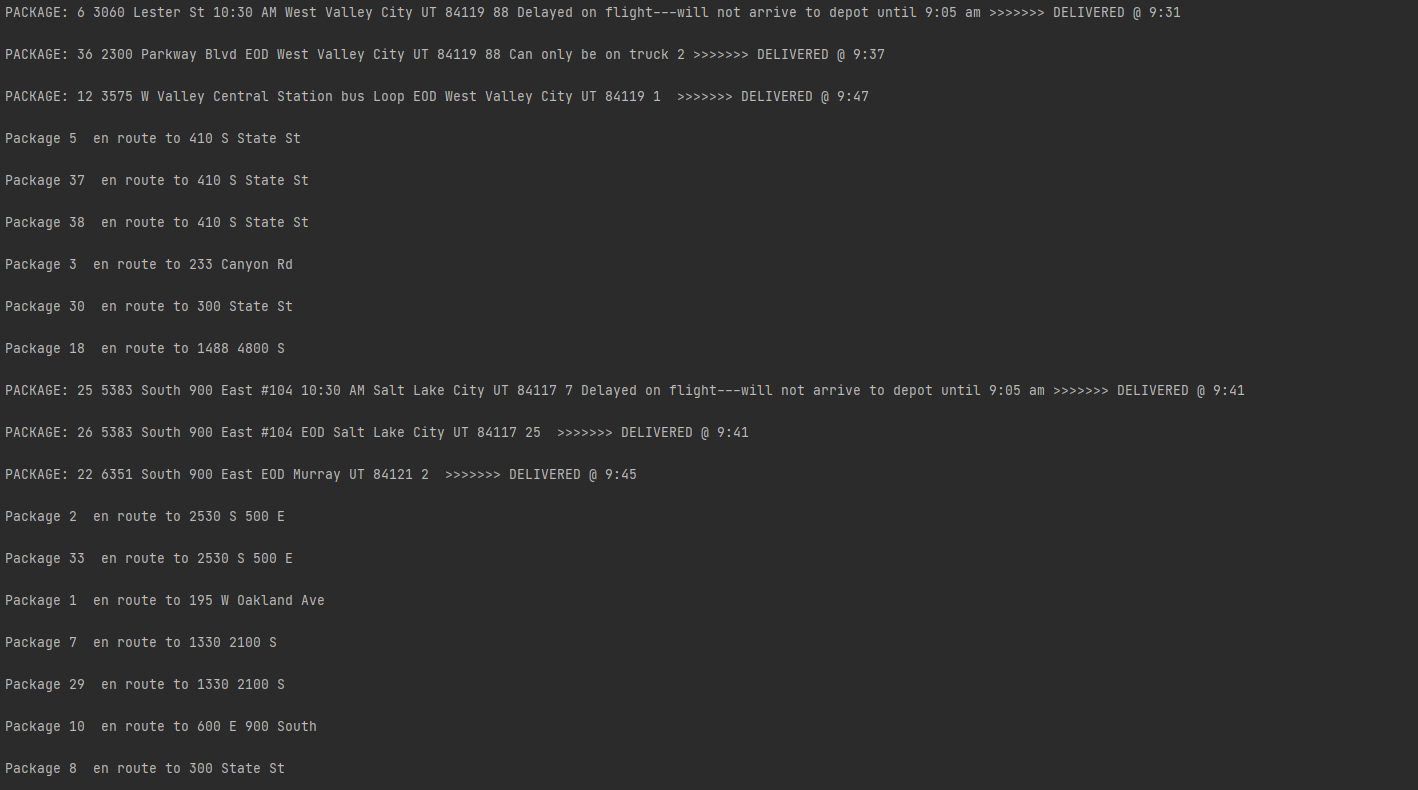 PACKAGE: 6 3060 Lester St 10:30 AM West Valley City UT 84119 88 Delayed on flight---will not arrive to depot until 9:05 am >>>>>>> DELIVERED @ 9:31
PACKAGE: 36 2300 Parkway Blvd EOD West Valley City UT 84119 88 Can only be on truck 2 >>>>>>> DELIVERED @ 9:37
PACKAGE: 12 3575 W Valley Central Station bus Loop EOD West Valley City UT 84119 1  >>>>>>> DELIVERED @ 9:47
Package 5  en route to 410 S State St
Package 37  en route to 410 S State St
Package 38  en route to 410 S State St
Package 3  en route to 233 Canyon Rd
Package 30  en route to 300 State St
Package 18  en route to 1488 4800 S
PACKAGE: 25 5383 South 900 East #104 10:30 AM Salt Lake City UT 84117 7 Delayed on flight---will not arrive to depot until 9:05 am >>>>>>> DELIVERED @ 9:41
PACKAGE: 26 5383 South 900 East #104 EOD Salt Lake City UT 84117 25  >>>>>>> DELIVERED @ 9:41
PACKAGE: 22 6351 South 900 East EOD Murray UT 84121 2  >>>>>>> DELIVERED @ 9:45
Package 2  en route to 2530 S 500 E
Package 33  en route to 2530 S 500 E
Package 1  en route to 195 W Oakland Ave
Package 7  en route to 1330 2100 S
Package 29  en route to 1330 2100 S
Package 10  en route to 600 E 900 South
Package 8  en route to 300 State St